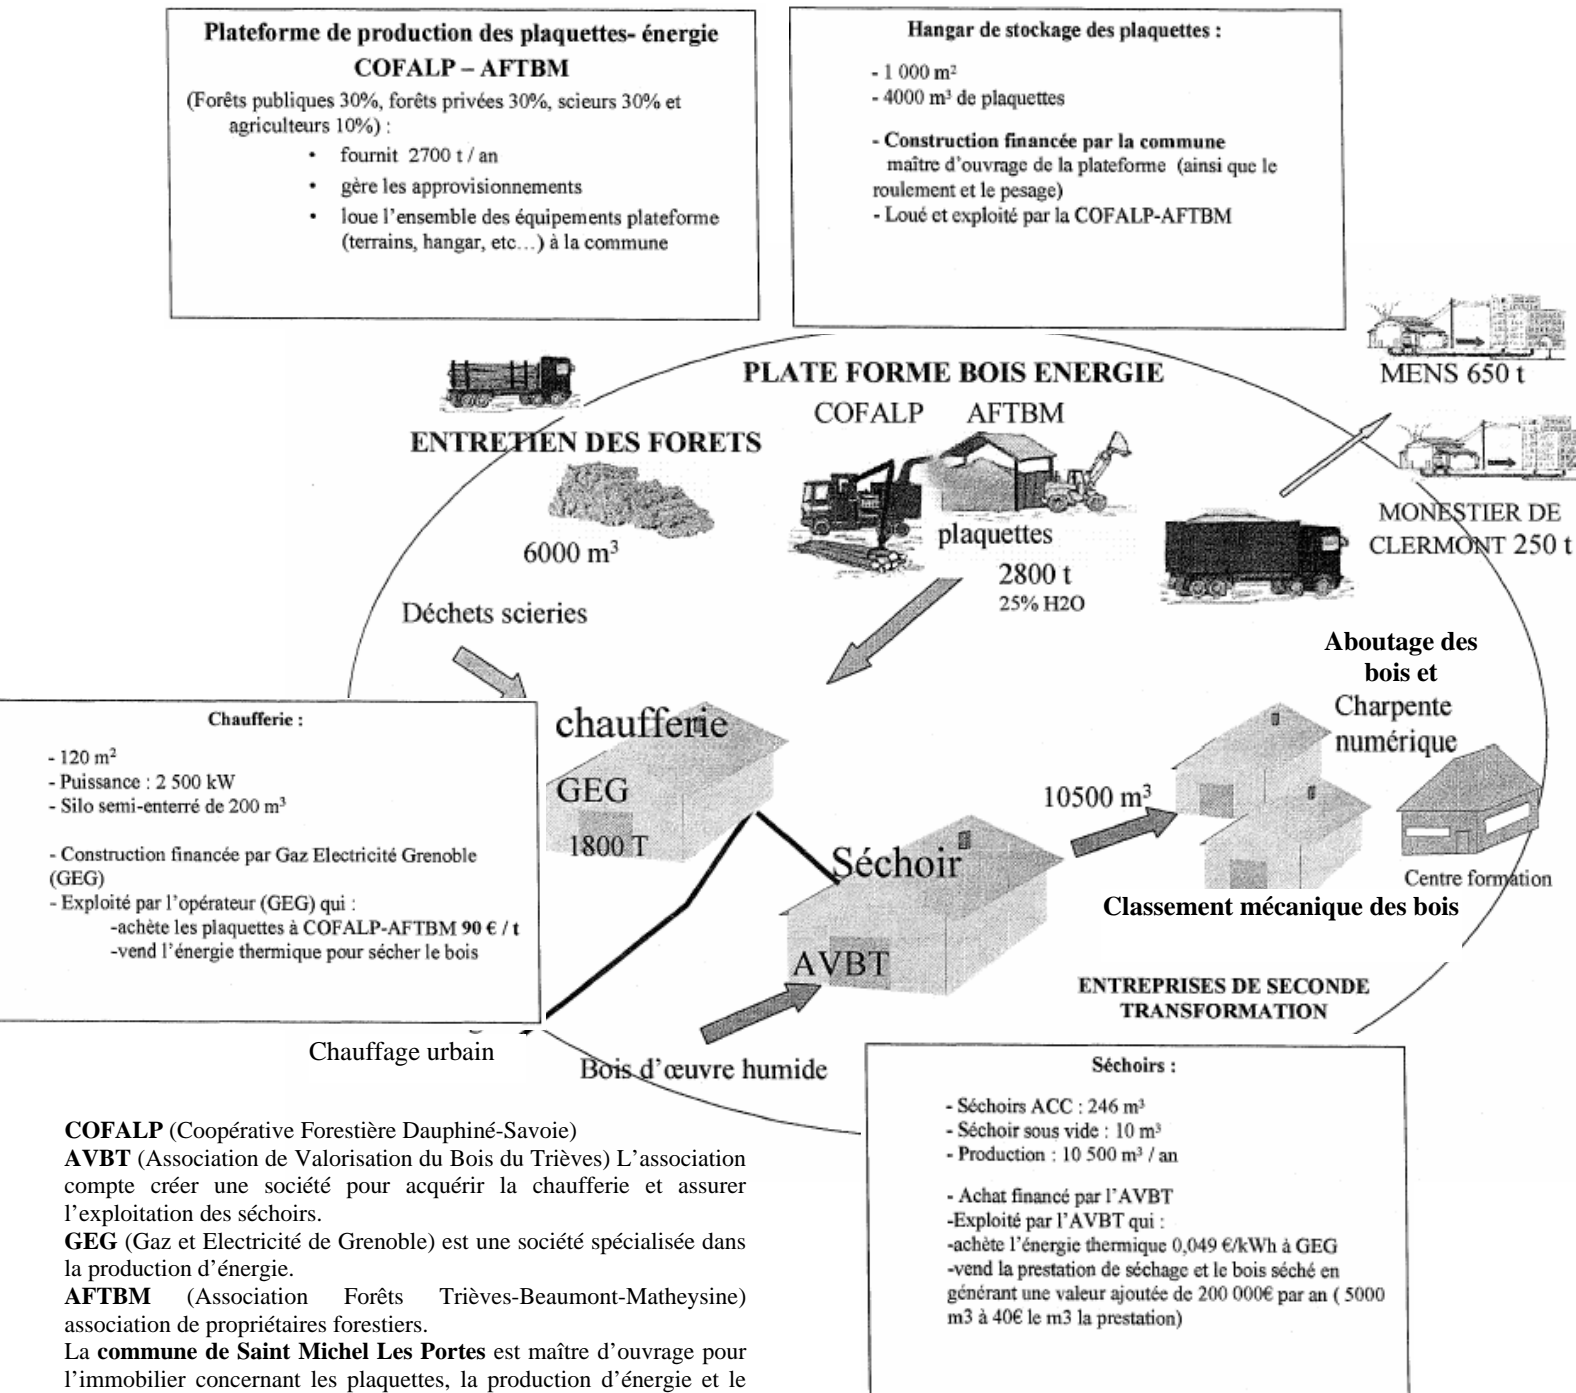 Plateforme de production des plaquettes- énergie
COFALP – AFTBM
(Forêts publiques 30%, forêts privées 30%, scieurs 30% et
agriculteurs 10%) :
• fournit 2700 t / an
• gère les approvisionnements
• loue l'ensemble des équipements plateforme
(terrains, hangar, etc…) à la commune
Hangar de stockage des plaquettes :
- 1 000 m²
- 4000 m³ de plaquettes
- Construction financée par la commune
maître d'ouvrage de la plateforme (ainsi que le
roulement et le pesage)
- Loué et exploité par la COFALP-AFTBM
MENS 650 t
MONESTIER DE
CLERMONT 250 t
PLATE FORME BOIS ENERGIE
COFALP AFTBM
ENTRETIEN DES FORETS
6000 m³
plaquettes
2800 t
25% H2O
Déchets scieries
Aboutage des
bois et
Charpente
numérique
Chaufferie :
- 120 m²
- Puissance : 2 500 kW
- Silo semi-enterré de 200 m³
- Construction financée par Gaz Electricité Grenoble
(GEG)
- Exploité par l'opérateur (GEG) qui :
-achète les plaquettes à COFALP-AFTBM 90 € / t
-vend l'énergie thermique pour sécher le bois
chaufferie
GEG
1800 T
10500 m³
Séchoir
AVBT
Centre formation
Classement mécanique des bois
ENTREPRISES DE SECONDE
TRANSFORMATION
Chauffage urbain
Bois d'œuvre humide
Séchoirs :
- Séchoirs ACC : 246 m³
- Séchoir sous vide : 10 m³
- Production : 10 500 m³ / an
- Achat financé par l'AVBT
-Exploité par l'AVBT qui :
-achète l'énergie thermique 0,049 €/kWh à GEG
-vend la prestation de séchage et le bois séché en
générant une valeur ajoutée de 200 000€ par an ( 5000
m3 à 40€ le m3 la prestation)
COFALP (Coopérative Forestière Dauphiné-Savoie)
AVBT (Association de Valorisation du Bois du Trièves) L'association
compte créer une société pour acquérir la chaufferie et assurer
l'exploitation des séchoirs.
GEG (Gaz et Electricité de Grenoble) est une société spécialisée dans
la production d'énergie.
AFTBM (Association Forêts Trièves-Beaumont-Matheysine)
association de propriétaires forestiers.
La commune de Saint Michel Les Portes est maître d'ouvrage pour
l'immobilier concernant les plaquettes, la production d'énergie et le